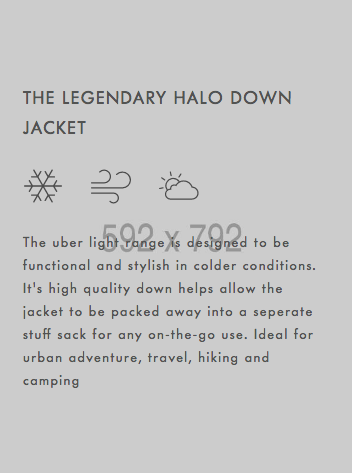 THE LEGENDARY HALO DOWN
JACKET
592 x 792
The uber light range is designed to be
functional and stylish in colder conditions.
It's high quality down helps allow the
jacket to be packed away into a seperate
stuff sack for any on-the-go use. Ideal for
urban adventure, travel, hiking and
camping